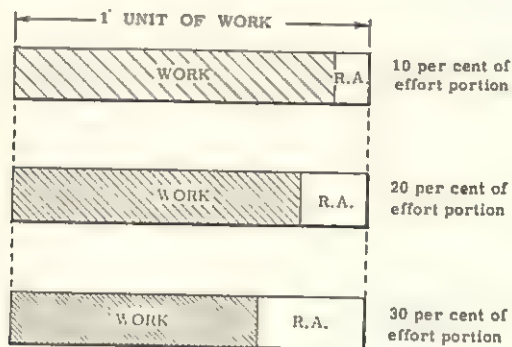 1 UNIT OF WORK
WORK R.A. 10 per cent of
effort portion
WORK R.A. 20 per cent of
effort portion
WORK R.A. 30 per cent of
effort portion